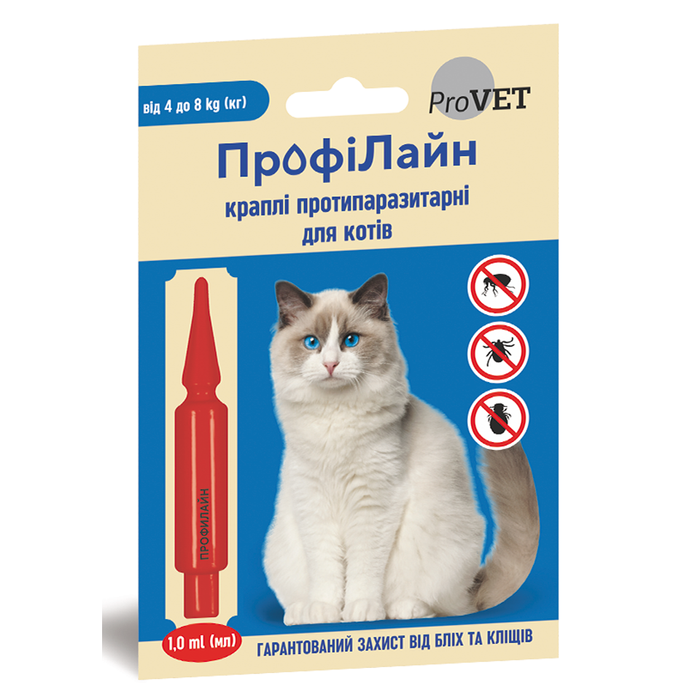 від 4 до 8 kg (кг)
ProVET
ПрофіЛайн
краплі протипаразитарні
для котів
ПРОФИЛАЙН
1,0 ml (мл)
ГАРАНТОВАНИЙ ЗАХИСТ ВІД БЛІХ ТА КЛІЩІВ